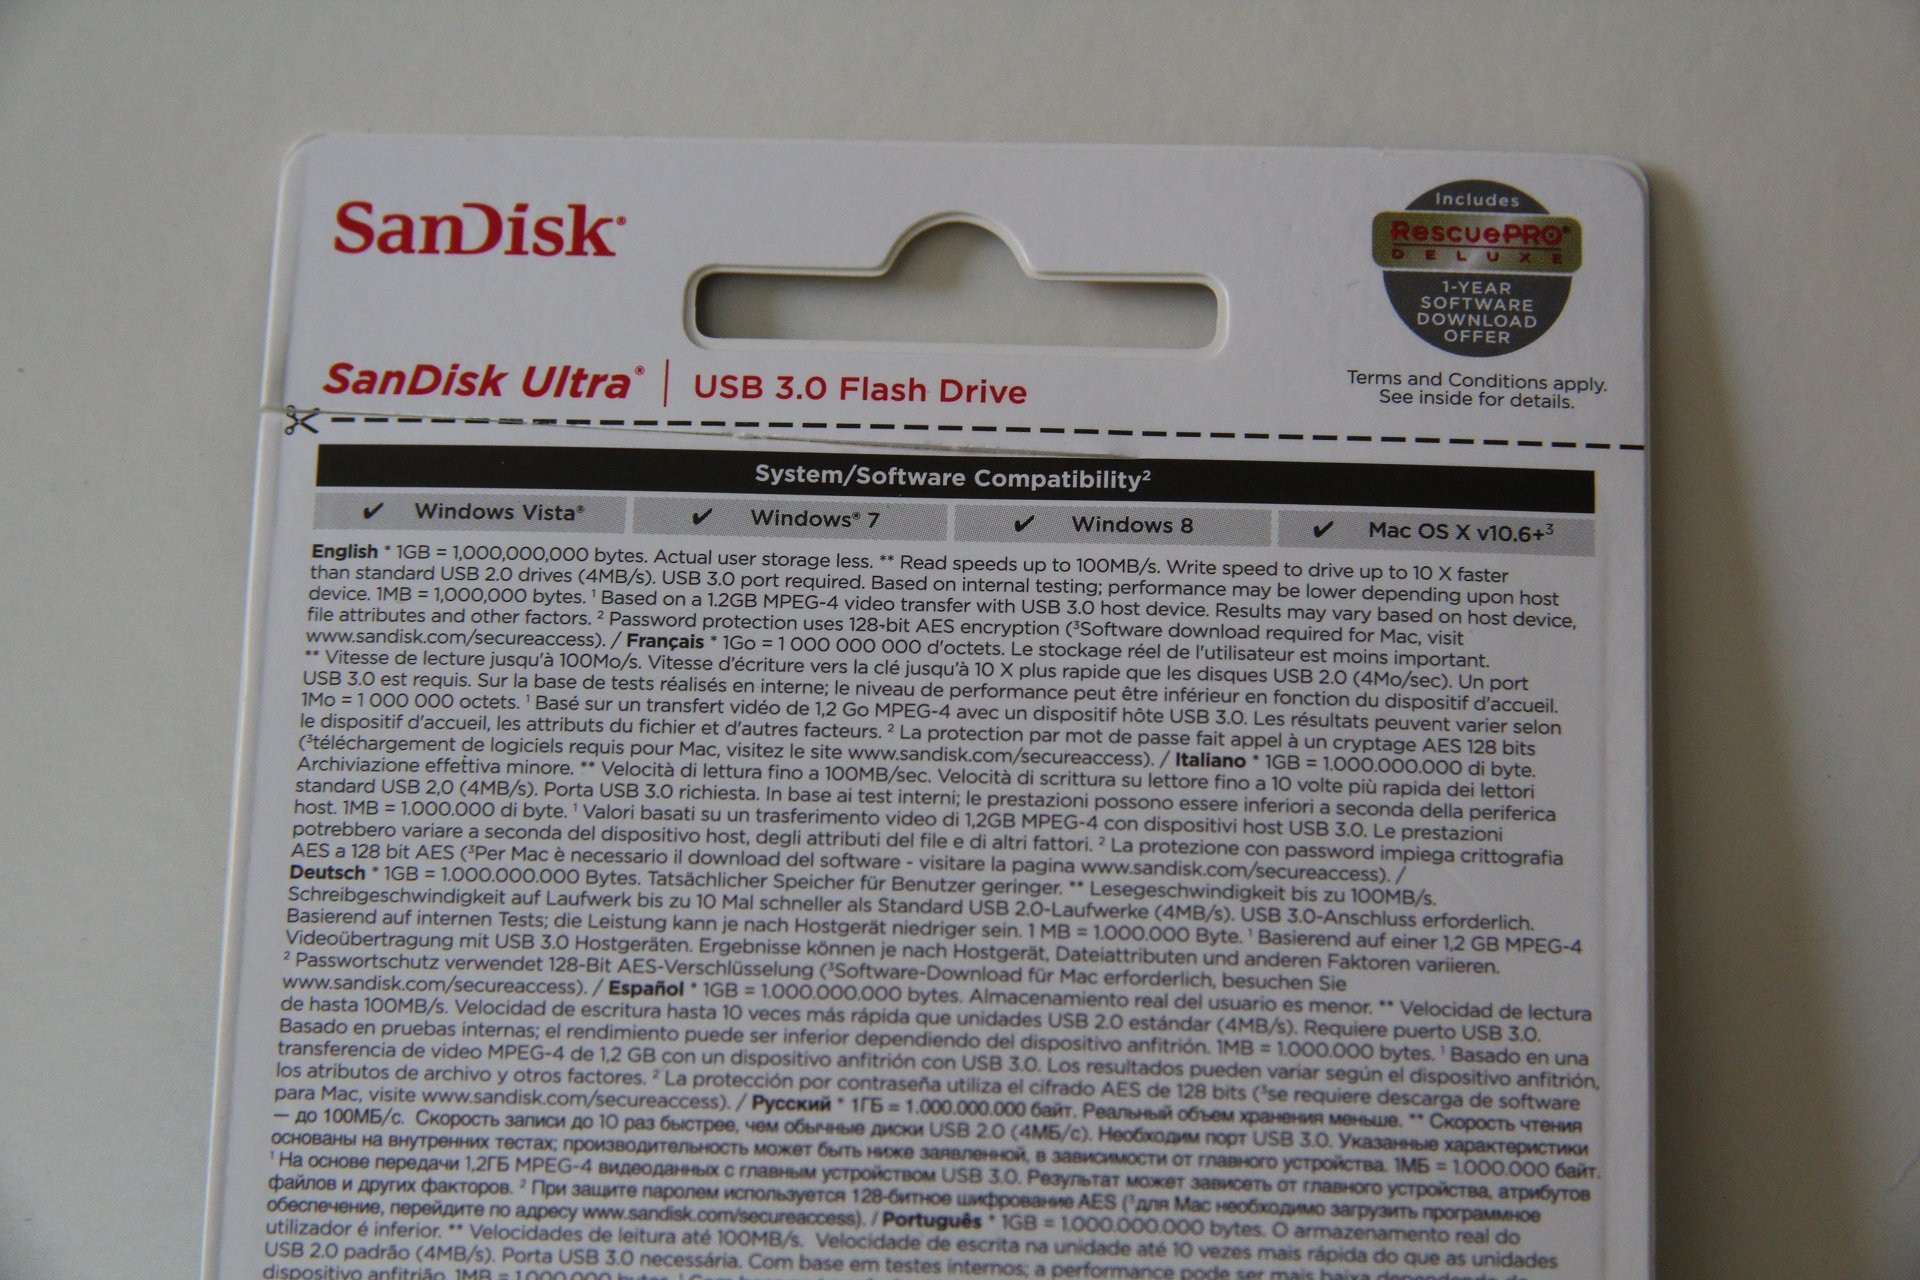 SanDisk®
Includes
RescuePRO®
DELUXE
1-YEAR
SOFTWARE
DOWNLOAD
OFFER
Terms and Conditions apply.
See inside for details.
SanDisk Ultra® | USB 3.0 Flash Drive
System/Software Compatibility²
✔ Windows Vista® ✔ Windows® 7 ✔ Windows 8 ✔ Mac OS X v10.6+³
English * 1GB = 1,000,000,000 bytes. Actual user storage less. ** Read speeds up to 100MB/s. Write speed to drive up to 10 X faster
than standard USB 2.0 drives (4MB/s). USB 3.0 port required. Based on internal testing; performance may be lower depending upon host
device. 1MB = 1,000,000 bytes. ¹ Based on a 1.2GB MPEG-4 video transfer with USB 3.0 host device. Results may vary based on host device,
file attributes and other factors. ² Password protection uses 128-bit AES encryption (³Software download required for Mac, visit
www.sandisk.com/secureaccess). / Français * 1Go = 1 000 000 000 d'octets. Le stockage réel de l'utilisateur est moins important.
** Vitesse de lecture jusqu'à 100Mo/s. Vitesse d'écriture vers la clé jusqu'à 10 X plus rapide que les disques USB 2.0 (4Mo/sec). Un port
USB 3.0 est requis. Sur la base de tests réalisés en interne; le niveau de performance peut être inférieur en fonction du dispositif d'accueil.
1Mo = 1 000 000 octets. ¹ Basé sur un transfert vidéo de 1,2 Go MPEG-4 avec un dispositif hôte USB 3.0. Les résultats peuvent varier selon
le dispositif d'accueil, les attributs du fichier et d'autres facteurs. ² La protection par mot de passe fait appel à un cryptage AES 128 bits
(³téléchargement de logiciels requis pour Mac, visitez le site www.sandisk.com/secureaccess). / Italiano * 1GB = 1.000.000.000 di byte.
Archiviazione effettiva minore. ** Velocità di lettura fino a 100MB/sec. Velocità di scrittura su lettore fino a 10 volte più rapida dei lettori
standard USB 2,0 (4MB/s). Porta USB 3.0 richiesta. In base ai test interni; le prestazioni possono essere inferiori a seconda della periferica
host. 1MB = 1.000.000 di byte. ¹ Valori basati su un trasferimento video di 1,2GB MPEG-4 con dispositivi host USB 3.0. Le prestazioni
potrebbero variare a seconda del dispositivo host, degli attributi del file e di altri fattori. ² La protezione con password impiega crittografia
AES a 128 bit AES (³Per Mac è necessario il download del software - visitare la pagina www.sandisk.com/secureaccess). /
Deutsch * 1GB = 1.000.000.000 Bytes. Tatsächlicher Speicher für Benutzer geringer. ** Lesegeschwindigkeit bis zu 100MB/s.
Schreibgeschwindigkeit auf Laufwerk bis zu 10 Mal schneller als Standard USB 2.0-Laufwerke (4MB/s). USB 3.0-Anschluss erforderlich.
Basierend auf internen Tests; die Leistung kann je nach Hostgerät niedriger sein. 1 MB = 1.000.000 Byte. ¹ Basierend auf einer 1,2 GB MPEG-4
Videoübertragung mit USB 3.0 Hostgeräten. Ergebnisse können je nach Hostgerät, Dateiattributen und anderen Faktoren variieren.
² Passwortschutz verwendet 128-Bit AES-Verschlüsselung (³Software-Download für Mac erforderlich, besuchen Sie
www.sandisk.com/secureaccess). / Español * 1GB = 1.000.000.000 bytes. Almacenamiento real del usuario es menor. ** Velocidad de lectura
de hasta 100MB/s. Velocidad de escritura hasta 10 veces más rápida que unidades USB 2.0 estándar (4MB/s). Requiere puerto USB 3.0.
Basado en pruebas internas; el rendimiento puede ser inferior dependiendo del dispositivo anfitrión. 1MB = 1.000.000 bytes. ¹ Basado en una
transferencia de video MPEG-4 de 1,2 GB con un dispositivo anfitrión con USB 3.0. Los resultados pueden variar según el dispositivo anfitrión,
los atributos de archivo y otros factores. ² La protección por contraseña utiliza el cifrado AES de 128 bits (³se requiere descarga de software
para Mac, visite www.sandisk.com/secureaccess). / Русский * 1ГБ = 1.000.000.000 байт. Реальный объем хранения меньше. ** Скорость чтения
— до 100МБ/с. Скорость записи до 10 раз быстрее, чем обычные диски USB 2.0 (4МБ/с). Необходим порт USB 3.0. Указанные характеристики
основаны на внутренних тестах; производительность может быть ниже заявленной, в зависимости от главного устройства. 1МБ = 1.000.000 байт.
¹ На основе передачи 1,2ГБ MPEG-4 видеоданных с главным устройством USB 3.0. Результат может зависеть от главного устройства, атрибутов
файлов и других факторов. ² При защите паролем используется 128-битное шифрование AES (³для Mac необходимо загрузить программное
обеспечение, перейдите по адресу www.sandisk.com/secureaccess). / Português * 1GB = 1.000.000.000 bytes. O armazenamento real do
utilizador é inferior. ** Velocidades de leitura até 100MB/s. Velocidade de escrita na unidade até 10 vezes mais rápida do que as unidades
USB 2.0 padrão (4MB/s). Porta USB 3.0 necessária. Com base em testes internos; a performance pode ser mais baixa dependendo do
dispositivo anfitrião. 1MB = 1.000.000 bytes. ¹ Com